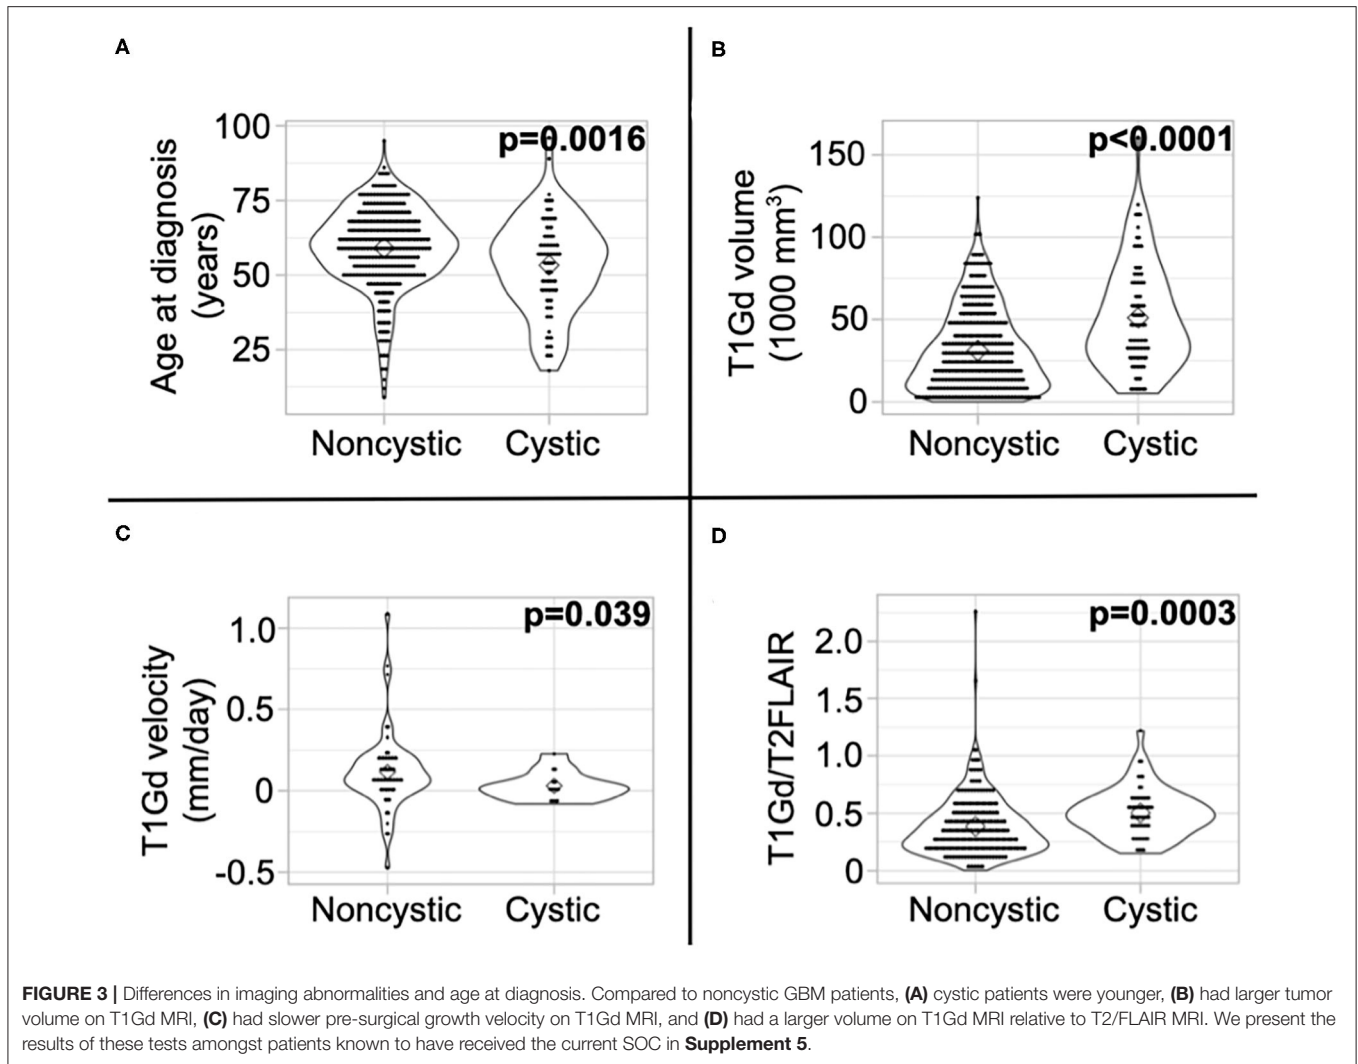 A
100
75
50
25
Age at diagnosis
(years)
p=0.0016
Noncystic Cystic
B
150
100
50
0
T1Gd volume
(1000 mm³)
p<0.0001
Noncystic Cystic
C
1.0
0.5
0
-0.5
T1Gd velocity
(mm/day)
p=0.039
Noncystic Cystic
D
2.0
1.5
1.0
0.5
0
T1Gd/T2FLAIR
p=0.0003
Noncystic Cystic
FIGURE 3 | Differences in imaging abnormalities and age at diagnosis. Compared to noncystic GBM patients, (A) cystic patients were younger, (B) had larger tumor
volume on T1Gd MRI, (C) had slower pre-surgical growth velocity on T1Gd MRI, and (D) had a larger volume on T1Gd MRI relative to T2/FLAIR MRI. We present the
results of these tests amongst patients known to have received the current SOC in Supplement 5.